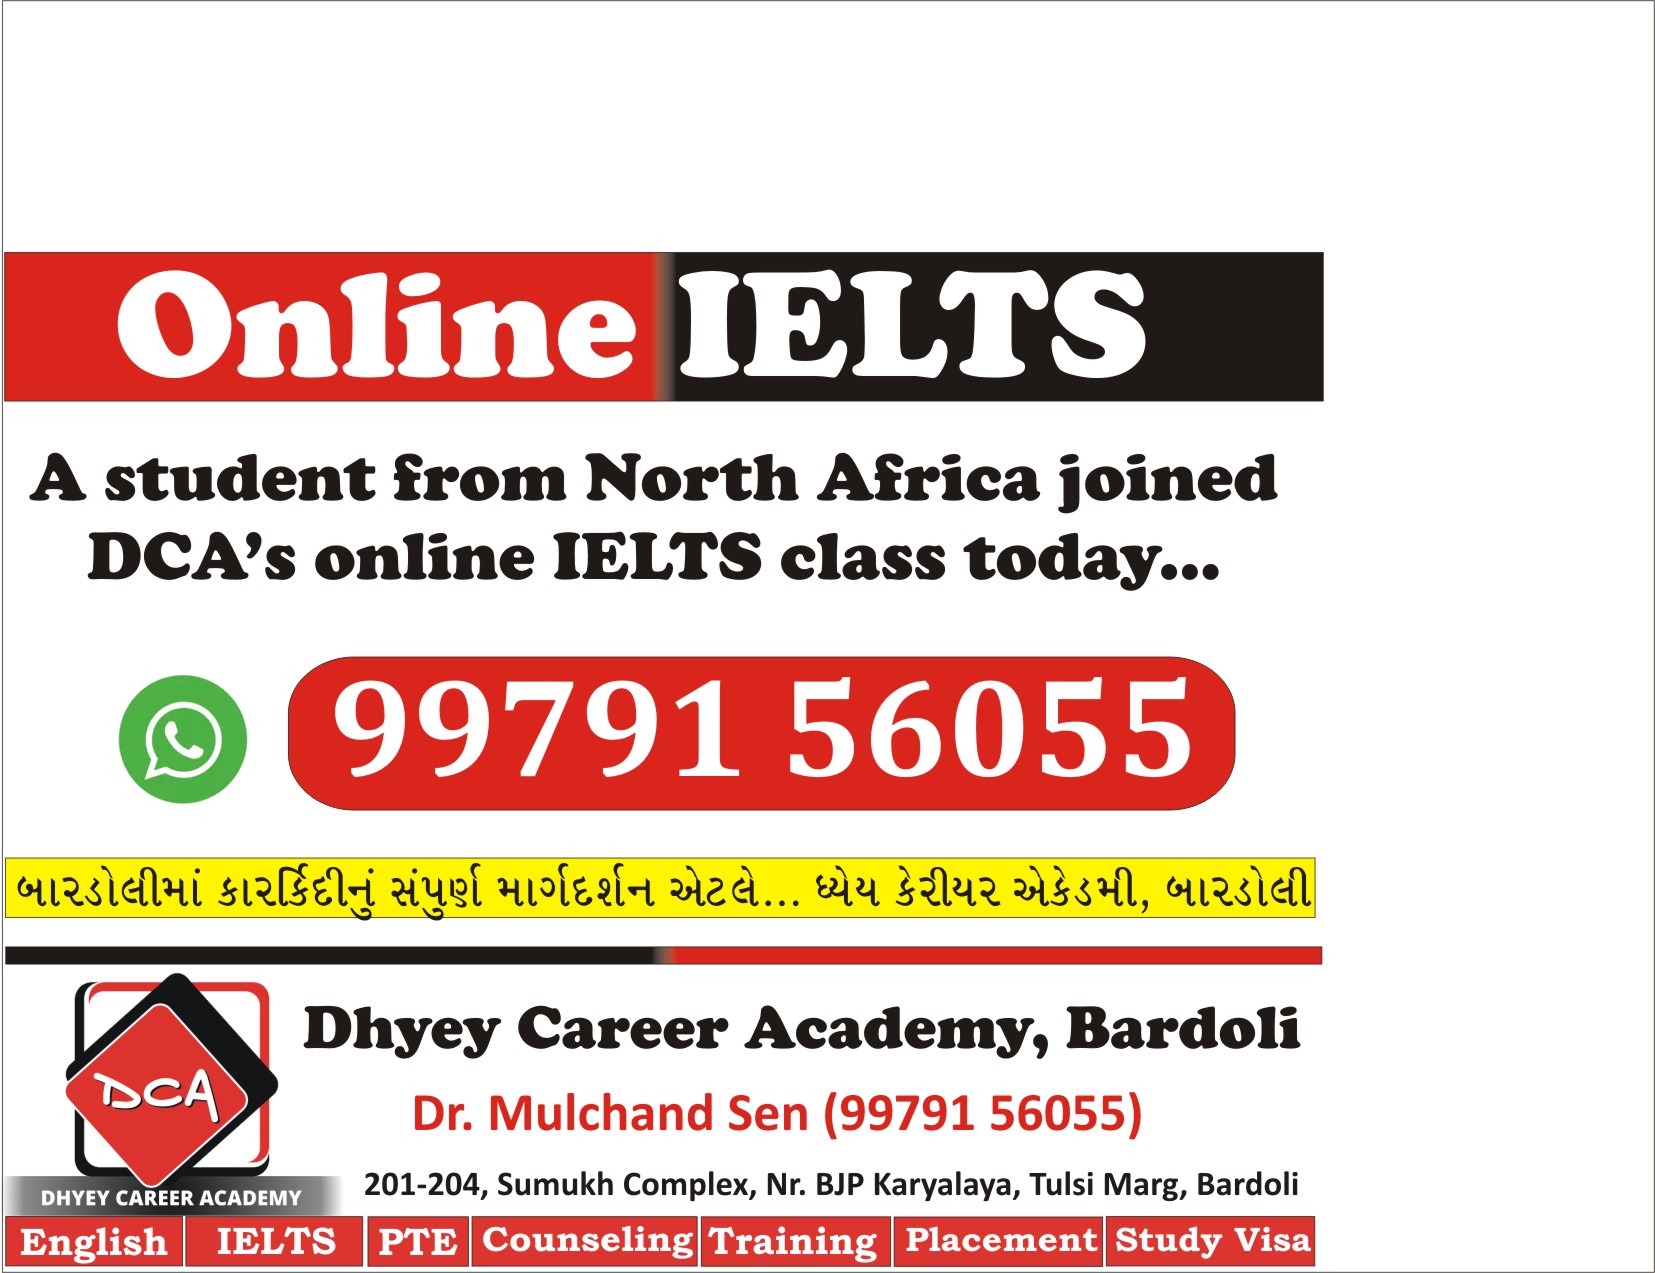 Online IELTS
A student from North Africa joined
DCA’s online IELTS class today...
99791 56055
બારડોલીમાં કારર્કિદીનું સંપુર્ણ માર્ગદર્શન એટલે... ધ્યેય કેરીયર એકેડમી, બારડોલી
DCA
DHYEY CAREER ACADEMY
Dhyey Career Academy, Bardoli
Dr. Mulchand Sen (99791 56055)
201-204, Sumukh Complex, Nr. BJP Karyalaya, Tulsi Marg, Bardoli
English IELTS PTE Counseling Training Placement Study Visa